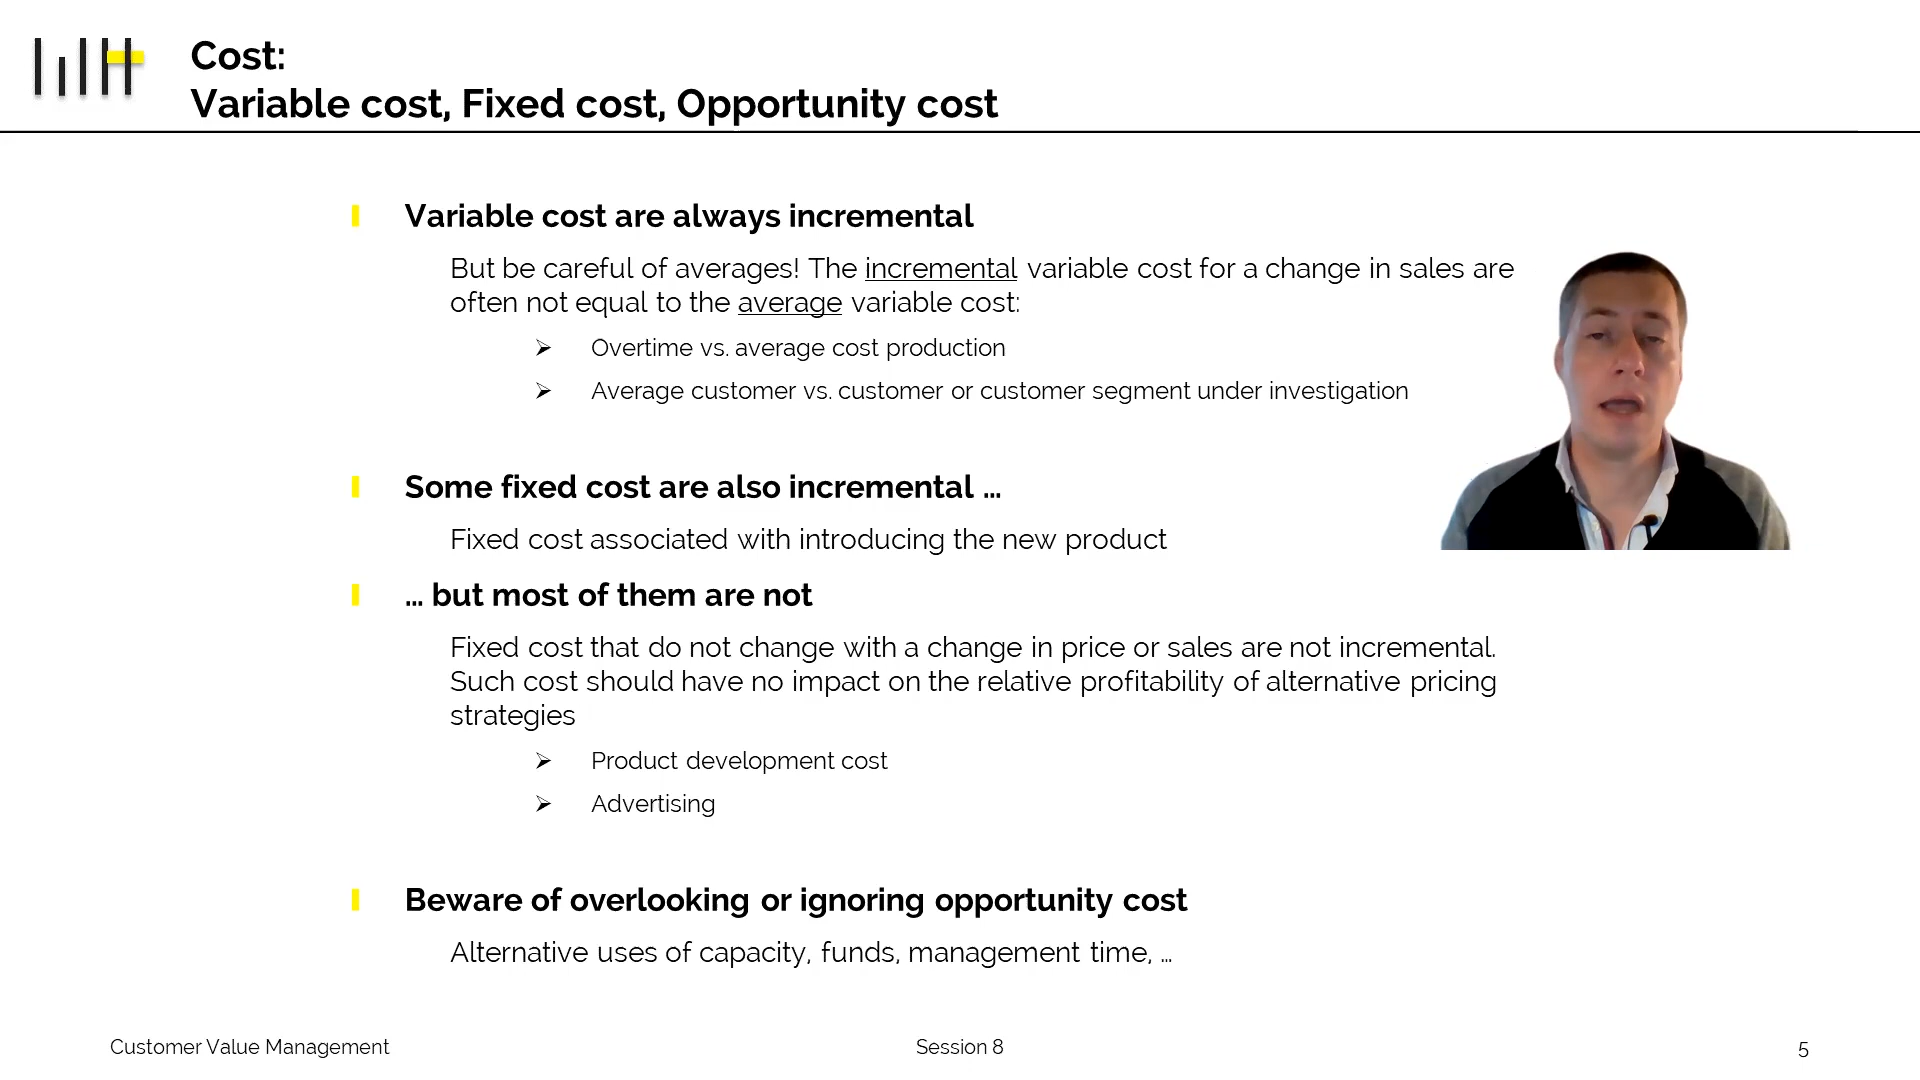 Cost:
Variable cost, Fixed cost, Opportunity cost
Variable cost are always incremental
But be careful of averages! The incremental variable cost for a change in sales are
often not equal to the average variable cost:
Overtime vs. average cost production
Average customer vs. customer or customer segment under investigation
Some fixed cost are also incremental ...
Fixed cost associated with introducing the new product
... but most of them are not
Fixed cost that do not change with a change in price or sales are not incremental.
Such cost should have no impact on the relative profitability of alternative pricing
strategies
Product development cost
Advertising
Beware of overlooking or ignoring opportunity cost
Alternative uses of capacity, funds, management time, ...
Customer Value Management
Session 8
5